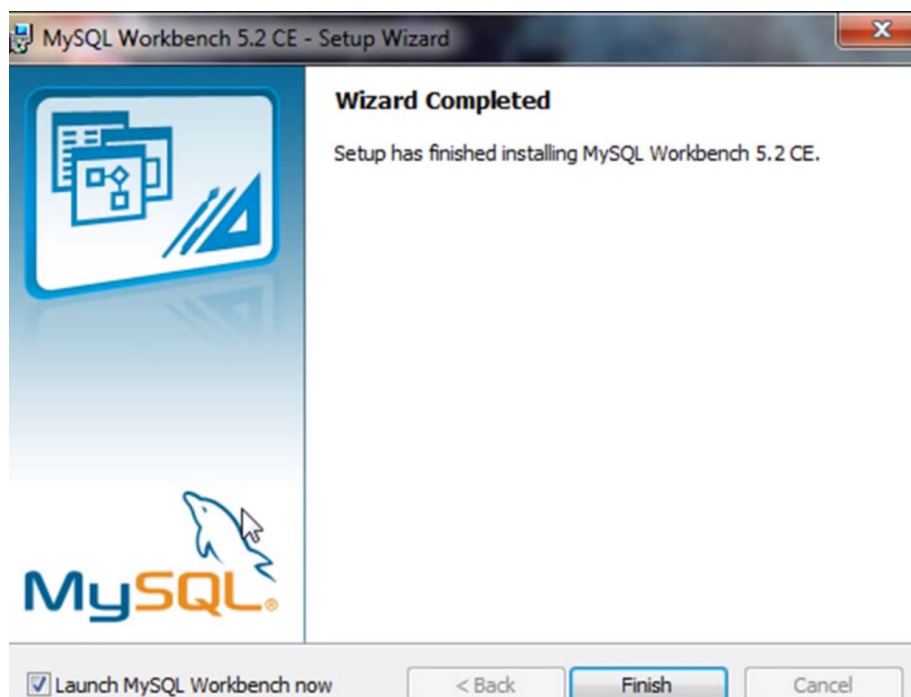 MySQL Workbench 5.2 CE - Setup Wizard
Wizard Completed
Setup has finished installing MySQL Workbench 5.2 CE.
MySQL®
Launch MySQL Workbench now
< Back
Finish
Cancel